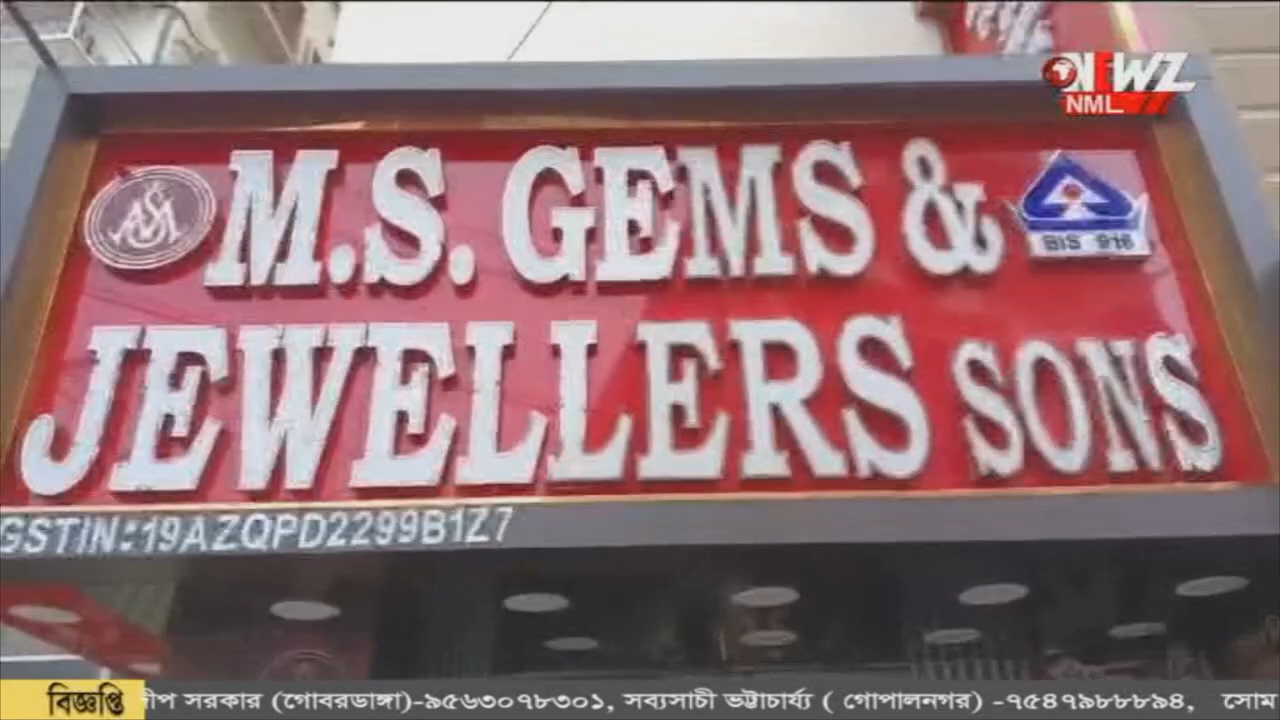 NEWZ
NML
M.S. GEMS &
BIS 916
JEWELLERS SONS
GSTIN:19AZQPD2299B1Z7
বিজ্ঞপ্তি
দীপ সরকার (গোবরডাঙ্গা)-৯৫৬৩০৭৮৩০১, সব্যসাচী ভট্টাচার্য্য ( গোপালনগর) -৭৫৪৭৯৮৮৮৯৪, সোম